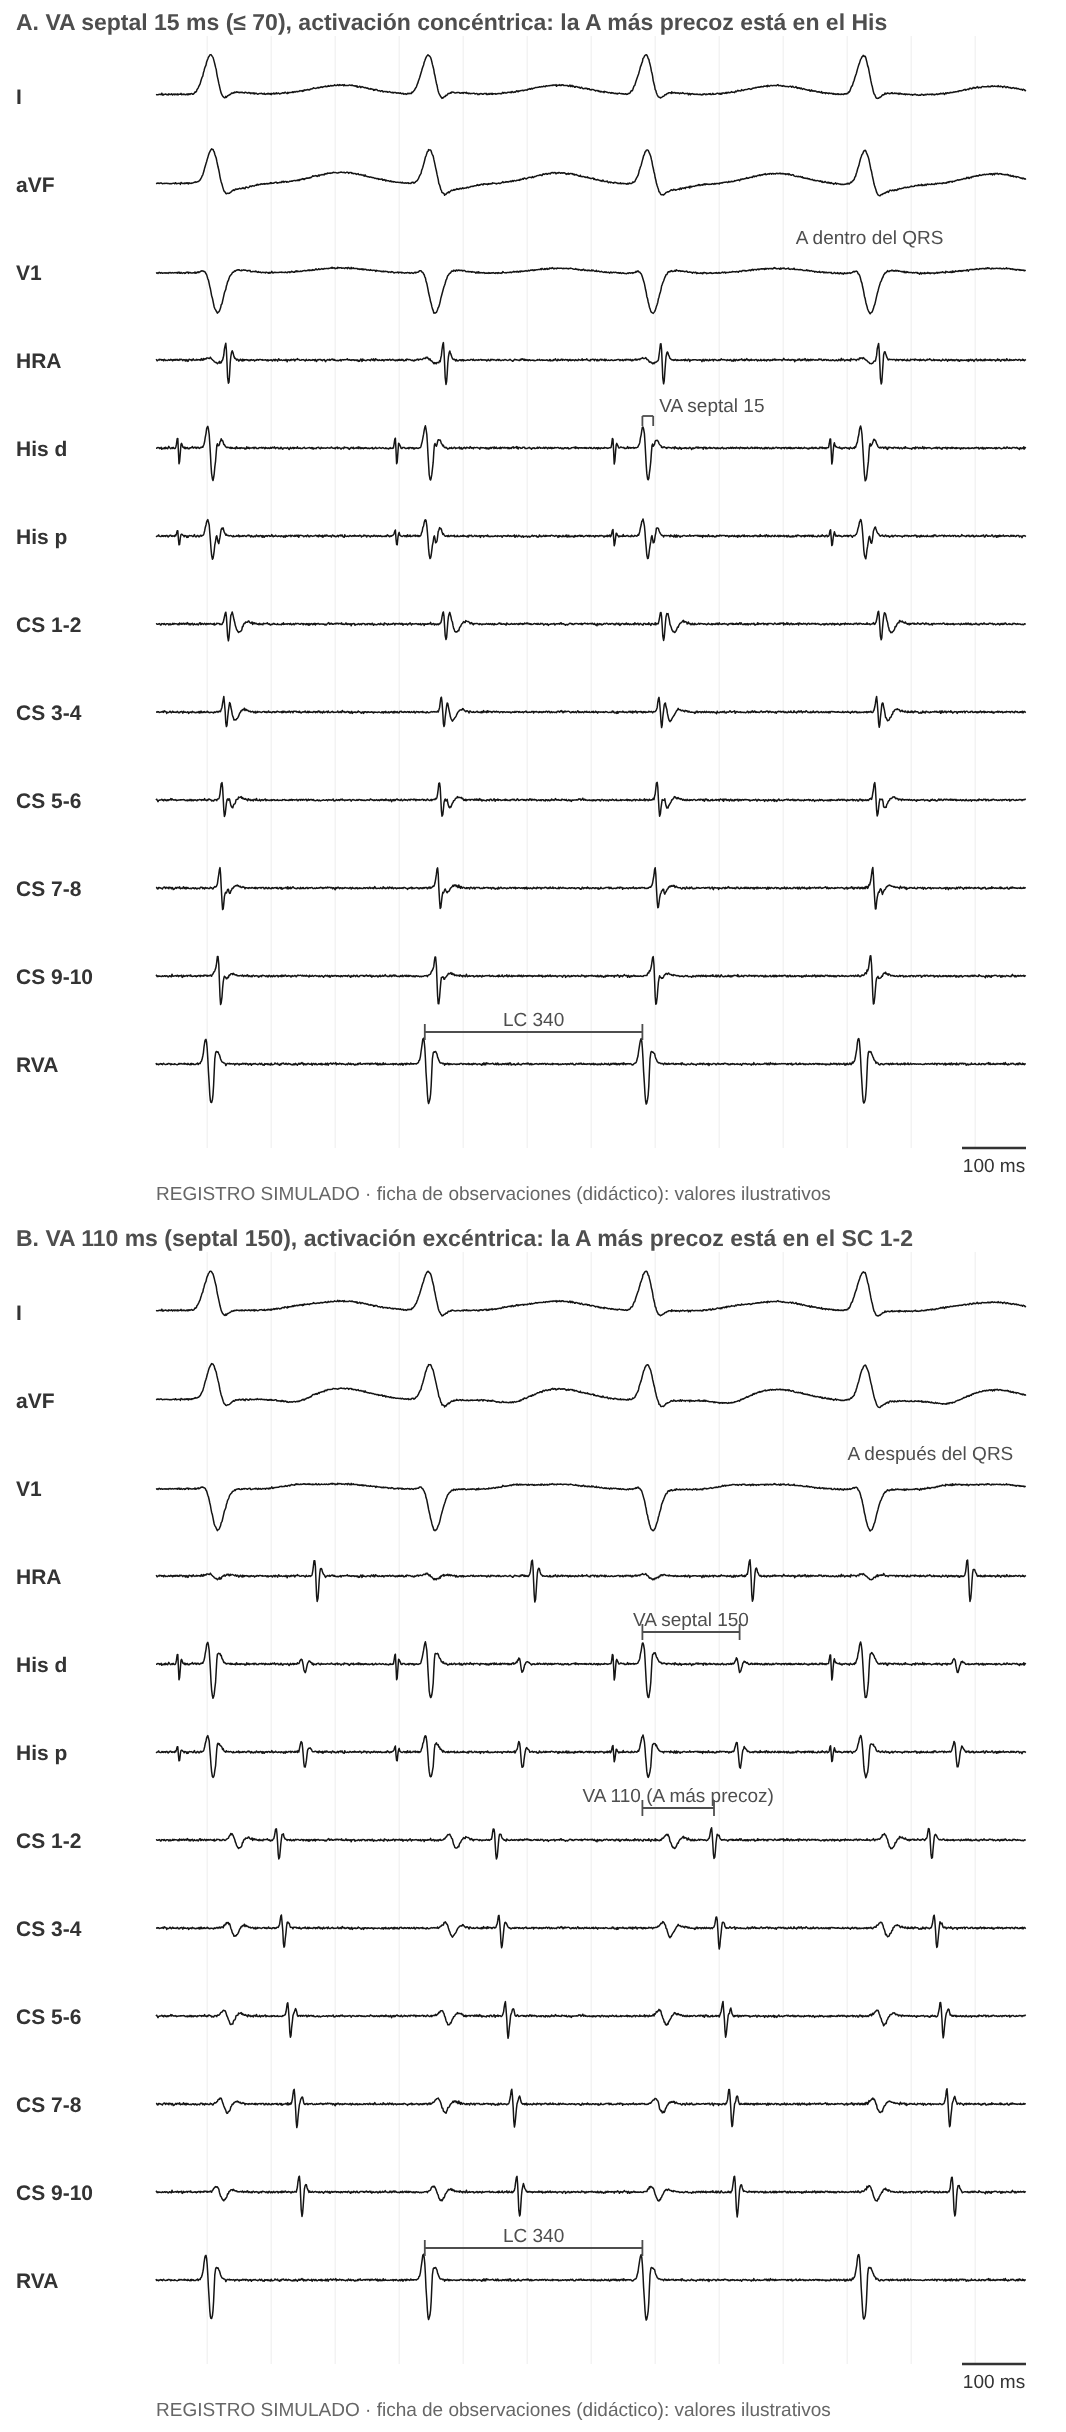 A. VA septal 15 ms (≤ 70), activación concéntrica: la A más precoz está en el His
I
aVF
A dentro del QRS
V1
HRA
VA septal 15
His d
His p
CS 1-2
CS 3-4
CS 5-6
CS 7-8
CS 9-10
LC 340
RVA
100 ms
REGISTRO SIMULADO · ficha de observaciones (didáctico): valores ilustrativos
B. VA 110 ms (septal 150), activación excéntrica: la A más precoz está en el SC 1-2
I
aVF
A después del QRS
V1
HRA
VA septal 150
His d
His p
VA 110 (A más precoz)
CS 1-2
CS 3-4
CS 5-6
CS 7-8
CS 9-10
LC 340
RVA
100 ms
REGISTRO SIMULADO · ficha de observaciones (didáctico): valores ilustrativos